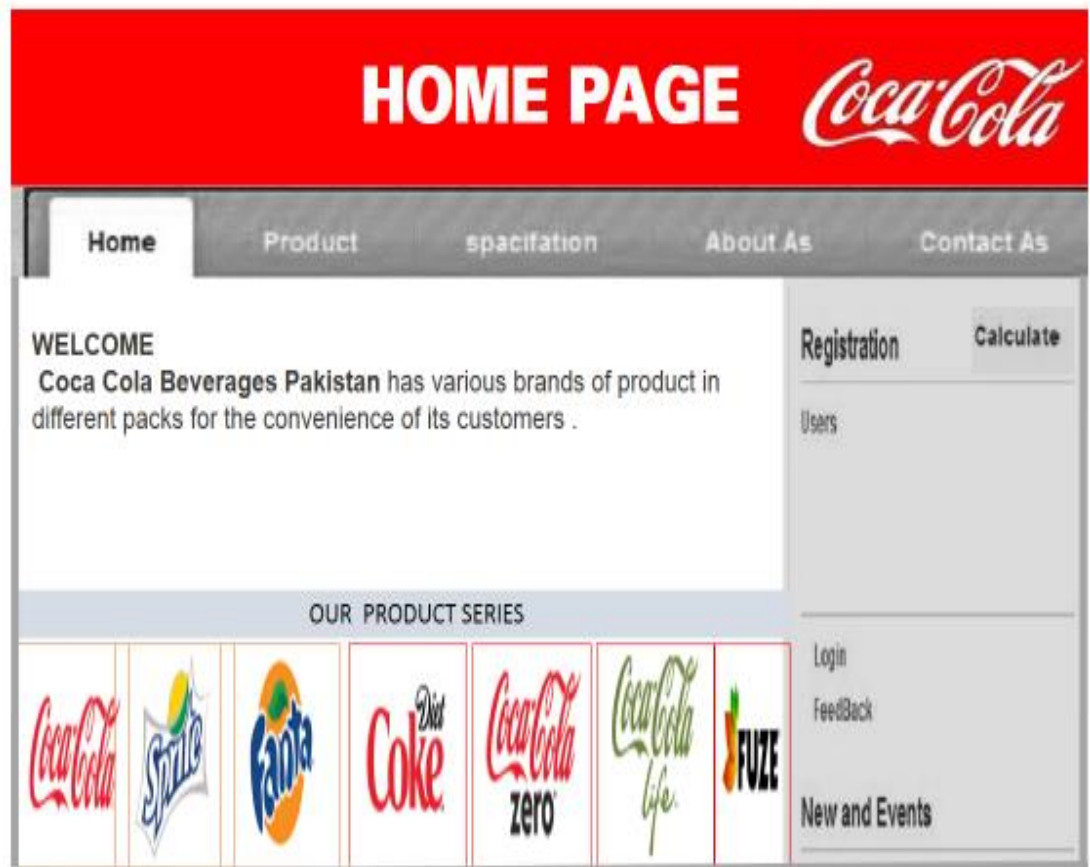 HOME PAGE Coca-Cola
Home Product spacifation About As Contact As
WELCOME
Coca Cola Beverages Pakistan has various brands of product in
different packs for the convenience of its customers .
Registration Calculate
Users
OUR PRODUCT SERIES
Coca-Cola Sprite Fanta Diet Coke Coca-Cola zero Coca-Cola life FUZE
Login
FeedBack
New and Events